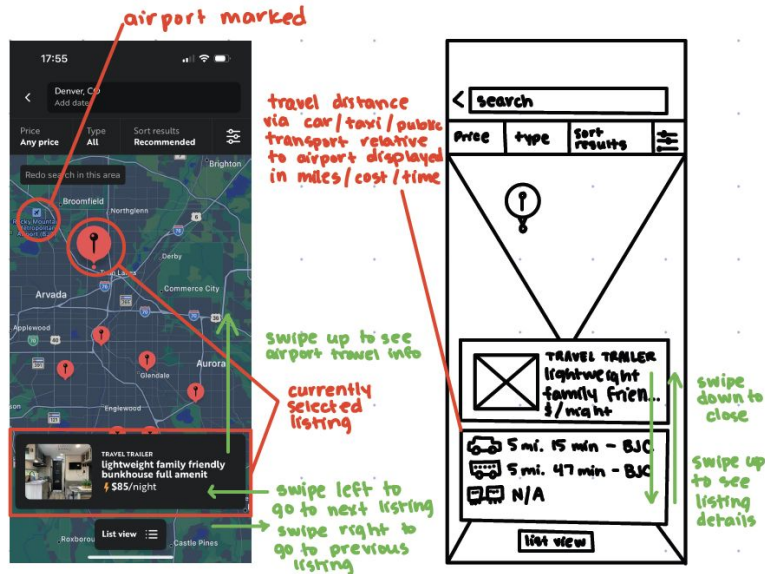 airport marked
17:55
Denver, CO
Add date
Price
Any price
Type
All
Sort results
Recommended
Redo search in this area
Brighton
Broomfield
Northglenn
Rocky Mountain
Metropolitan
Derby
Commerce City
Arvada
Applewood
Aurora
Glendale
Englewood
TRAVEL TRAILER
lightweight family friendly
bunkhouse full amenit
$85/night
List view
Roxborou
Castle Pines
travel distance
via car/taxi/public
transport relative
to airport displayed
in miles/cost/time
swipe up to see
airport travel info
currently
selected
listing
swipe left to
go to next listing
swipe right to
go to previous
listing
search
price
type
sort
results
TRAVEL TRAILER
lightweight
family frien...
$/night
5 mi. 15 min - BJC
5 mi. 47 min - BJC
N/A
list view
swipe
down to
close
swipe up
to see
listing
details